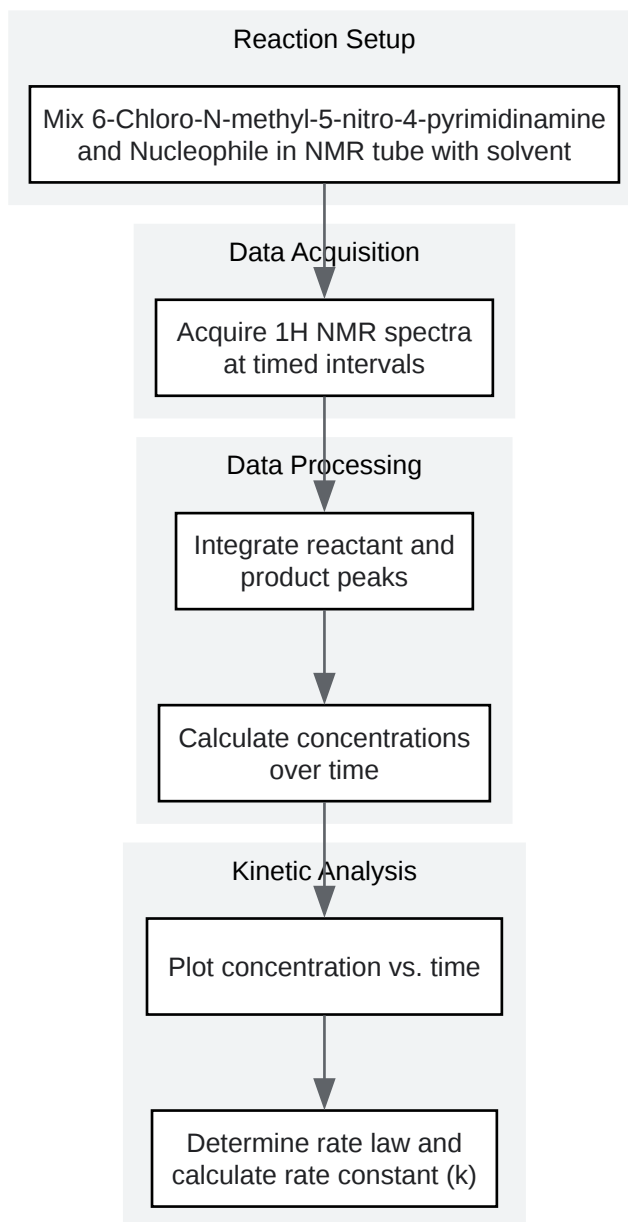 Reaction Setup
Mix 6-Chloro-N-methyl-5-nitro-4-pyrimidinamine
and Nucleophile in NMR tube with solvent
Data Acquisition
Acquire 1H NMR spectra
at timed intervals
Data Processing
Integrate reactant and
product peaks
Calculate concentrations
over time
Kinetic Analysis
Plot concentration vs. time
Determine rate law and
calculate rate constant (k)